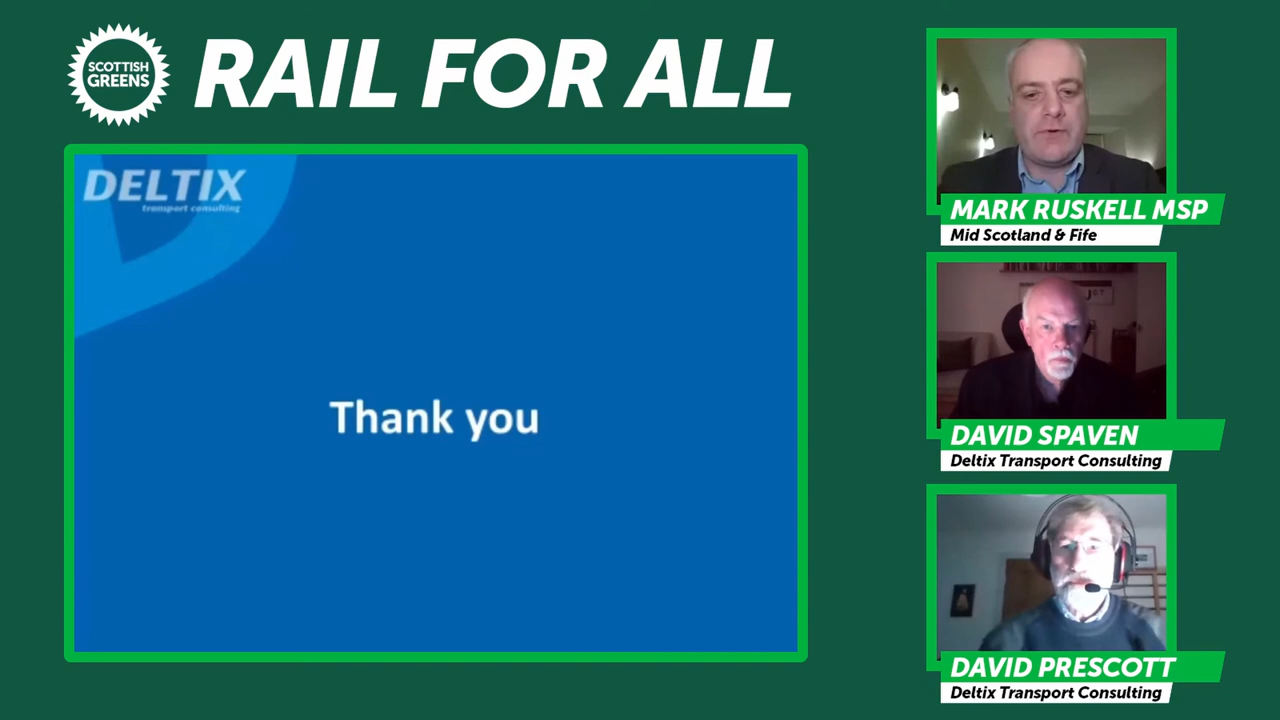 SCOTTISH
GREENS
RAIL FOR ALL
DELTIX
transport consulting
Thank you
MARK RUSKELL MSP
Mid Scotland & Fife
DAVID SPAVEN
Deltix Transport Consulting
DAVID PRESCOTT
Deltix Transport Consulting